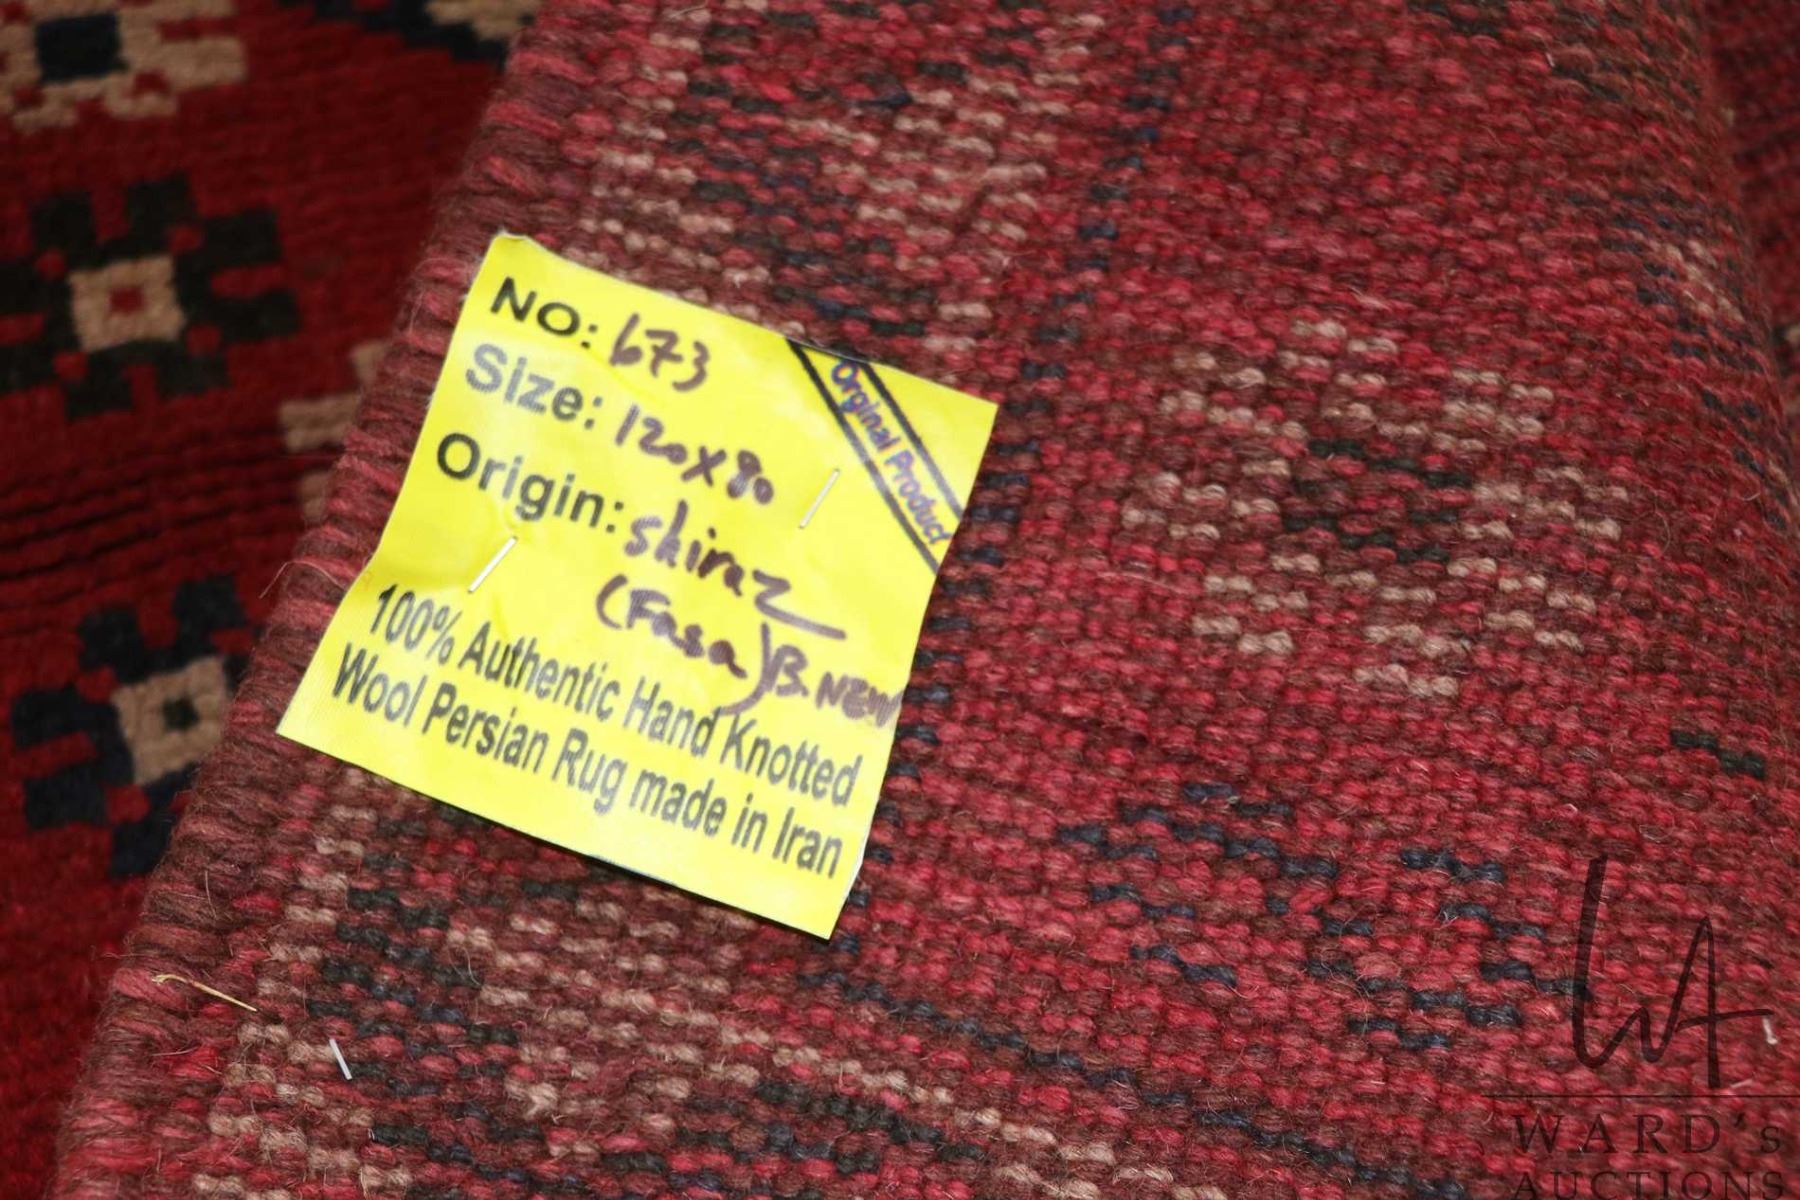 NO: 673
Size: 120x80
Origin: shiraz
(Fasa) B. NEW
100% Authentic Hand Knotted
Wool Persian Rug made in Iran
Orginal Product
WA
WARD's
AUCTIONS